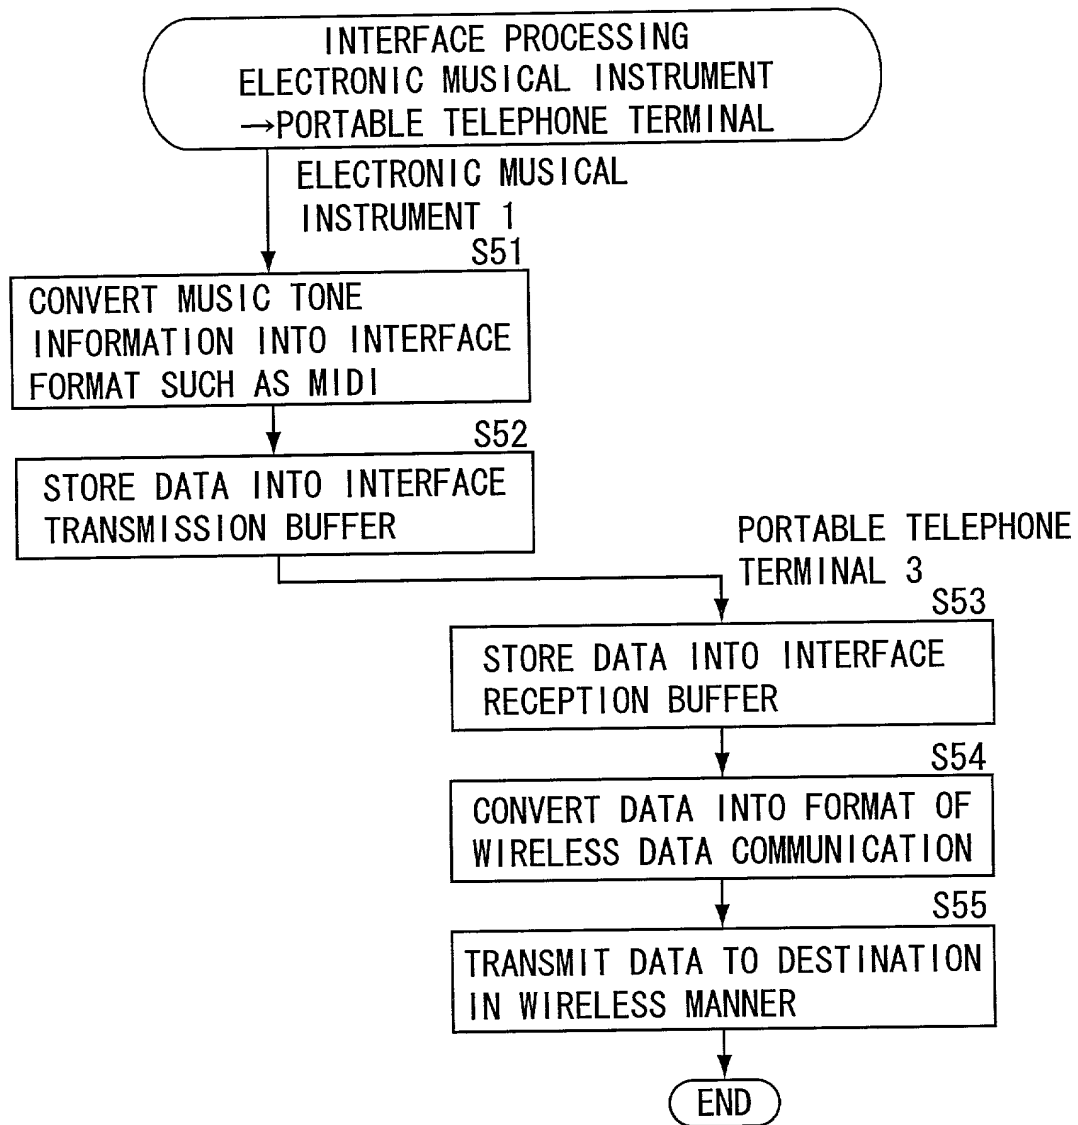 INTERFACE PROCESSING
ELECTRONIC MUSICAL INSTRUMENT
→PORTABLE TELEPHONE TERMINAL
ELECTRONIC MUSICAL
INSTRUMENT 1
S51
CONVERT MUSIC TONE
INFORMATION INTO INTERFACE
FORMAT SUCH AS MIDI
S52
STORE DATA INTO INTERFACE
TRANSMISSION BUFFER
PORTABLE TELEPHONE
TERMINAL 3
S53
STORE DATA INTO INTERFACE
RECEPTION BUFFER
S54
CONVERT DATA INTO FORMAT OF
WIRELESS DATA COMMUNICATION
S55
TRANSMIT DATA TO DESTINATION
IN WIRELESS MANNER
END